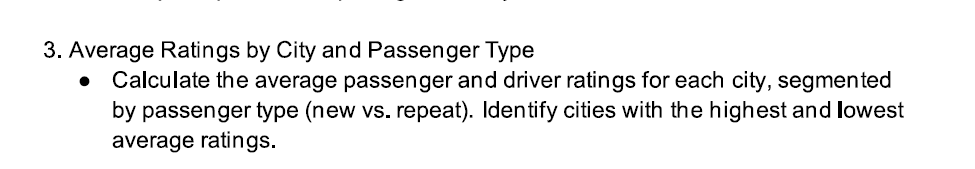 3. Average Ratings by City and Passenger Type
● Calculate the average passenger and driver ratings for each city, segmented
by passenger type (new vs. repeat). Identify cities with the highest and lowest
average ratings.